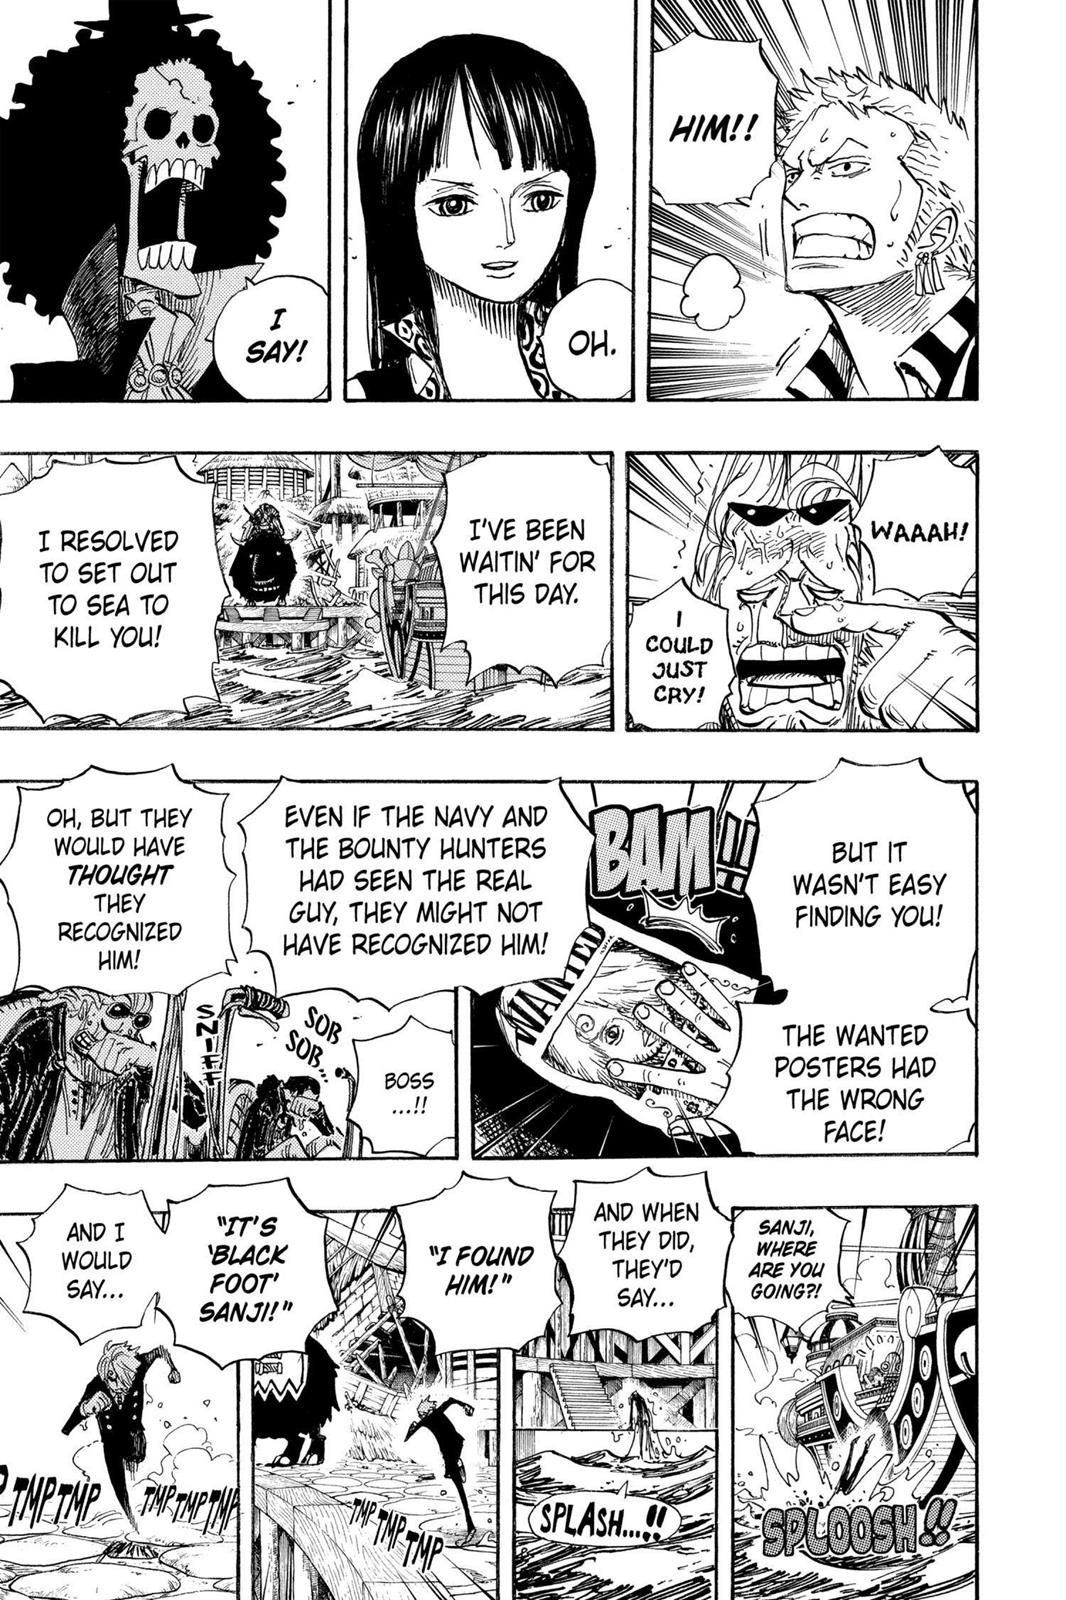 HIM!!
OH.
I
SAY!
WAAAH!
I
COULD
JUST
CRY!
I'VE BEEN
WAITIN' FOR
THIS DAY.
I RESOLVED
TO SET OUT
TO SEA TO
KILL YOU!
BUT IT
WASN'T EASY
FINDING YOU!
BAM!!
WANTED
THE WANTED
POSTERS HAD
THE WRONG
FACE!
EVEN IF THE NAVY AND
THE BOUNTY HUNTERS
HAD SEEN THE REAL
GUY, THEY MIGHT NOT
HAVE RECOGNIZED HIM!
BOSS
...!!
SOB
SOB...
SNIFF
OH, BUT THEY
WOULD HAVE
THOUGHT
THEY
RECOGNIZED
HIM!
SANJI,
WHERE
ARE YOU
GOING?!
SPLOOSH!!
AND WHEN
THEY DID,
THEY'D
SAY...
SPLASH...!!
"I FOUND
HIM!"
TMP TMP TMP
"IT'S
'BLACK
FOOT'
SANJI!"
AND I
WOULD
SAY...
TMP TMP TMP
TMP TMP